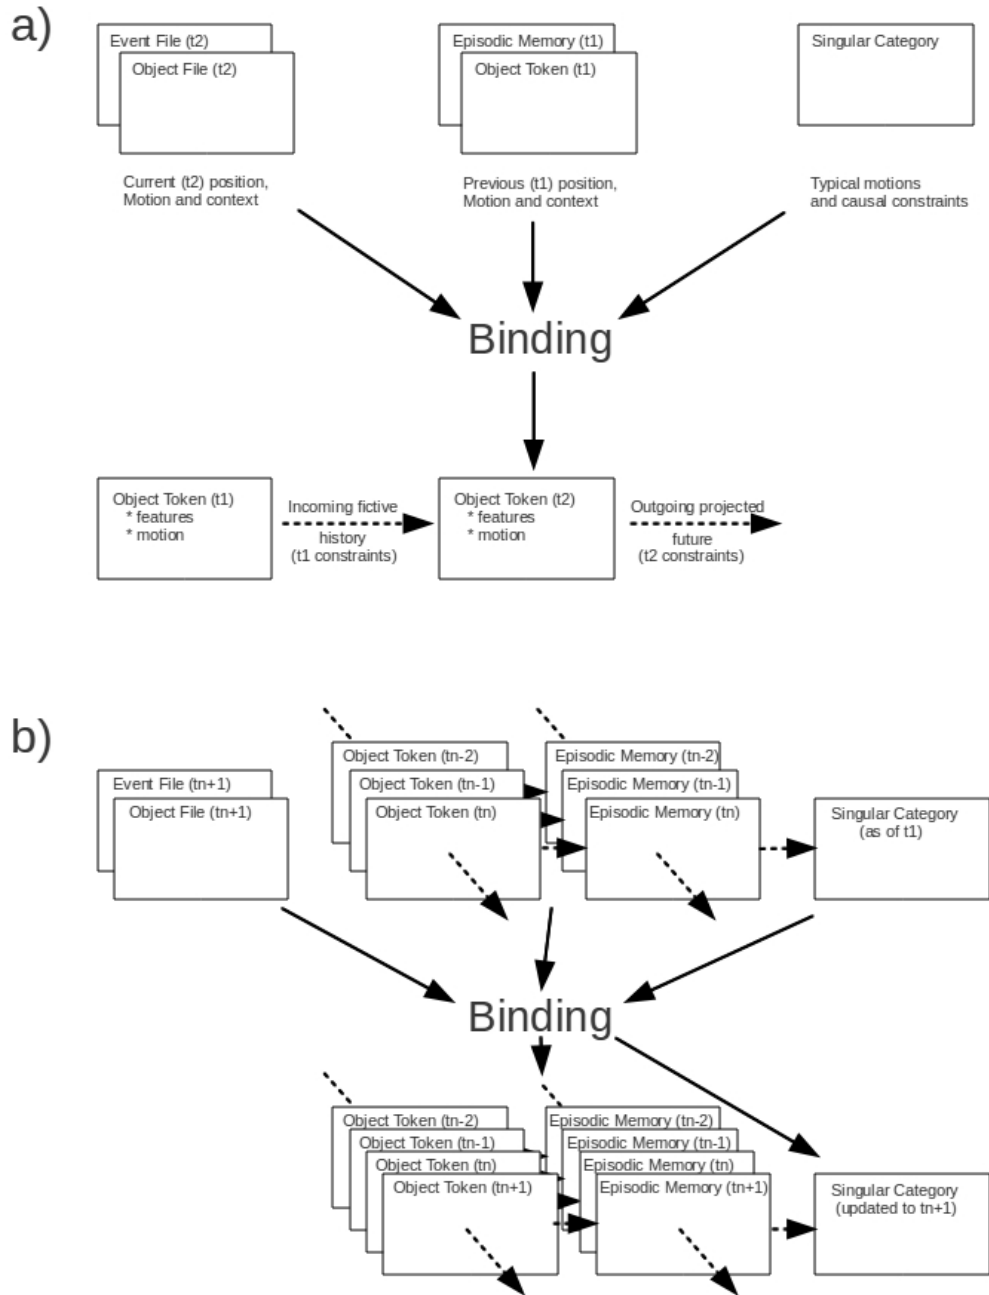 a)
Event File (t2)
Object File (t2)
Episodic Memory (t1)
Object Token (t1)
Singular Category
Current (t2) position,
Motion and context
Previous (t1) position,
Motion and context
Typical motions
and causal constraints
Binding
Object Token (t1)
* features
* motion
Incoming fictive
history
(t1 constraints)
Object Token (t2)
* features
* motion
Outgoing projected
future
(t2 constraints)
b)
Event File (tn+1)
Object File (tn+1)
Object Token (tn-2)
Object Token (tn-1)
Object Token (tn)
Episodic Memory (tn-2)
Episodic Memory (tn-1)
Episodic Memory (tn)
Singular Category
(as of t1)
Binding
Object Token (tn-2)
Object Token (tn-1)
Object Token (tn)
Object Token (tn+1)
Episodic Memory (tn-2)
Episodic Memory (tn-1)
Episodic Memory (tn)
Episodic Memory (tn+1)
Singular Category
(updated to tn+1)